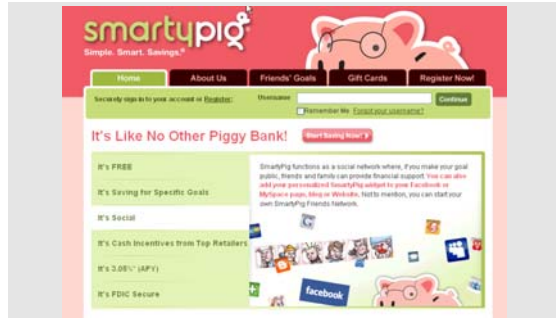 smartypig
Simple. Smart. Savings.®
Home About Us Friends' Goals Gift Cards Register Now!
Securely sign in to your account or Register: Username Continue
Remember Me Forgot your username?
It's Like No Other Piggy Bank! Start Saving Now!
It's FREE
It's Saving for Specific Goals
It's Social
It's Cash Incentives from Top Retailers
It's 3.05%* (APY)
It's FDIC Secure
SmartyPig functions as a social network where, if you make your goal
public, friends and family can provide financial support. You can also
add your personalized SmartyPig widget to your Facebook or
MySpace page, blog or Website. Not to mention, you can start your
own SmartyPig Friends Network.
facebook